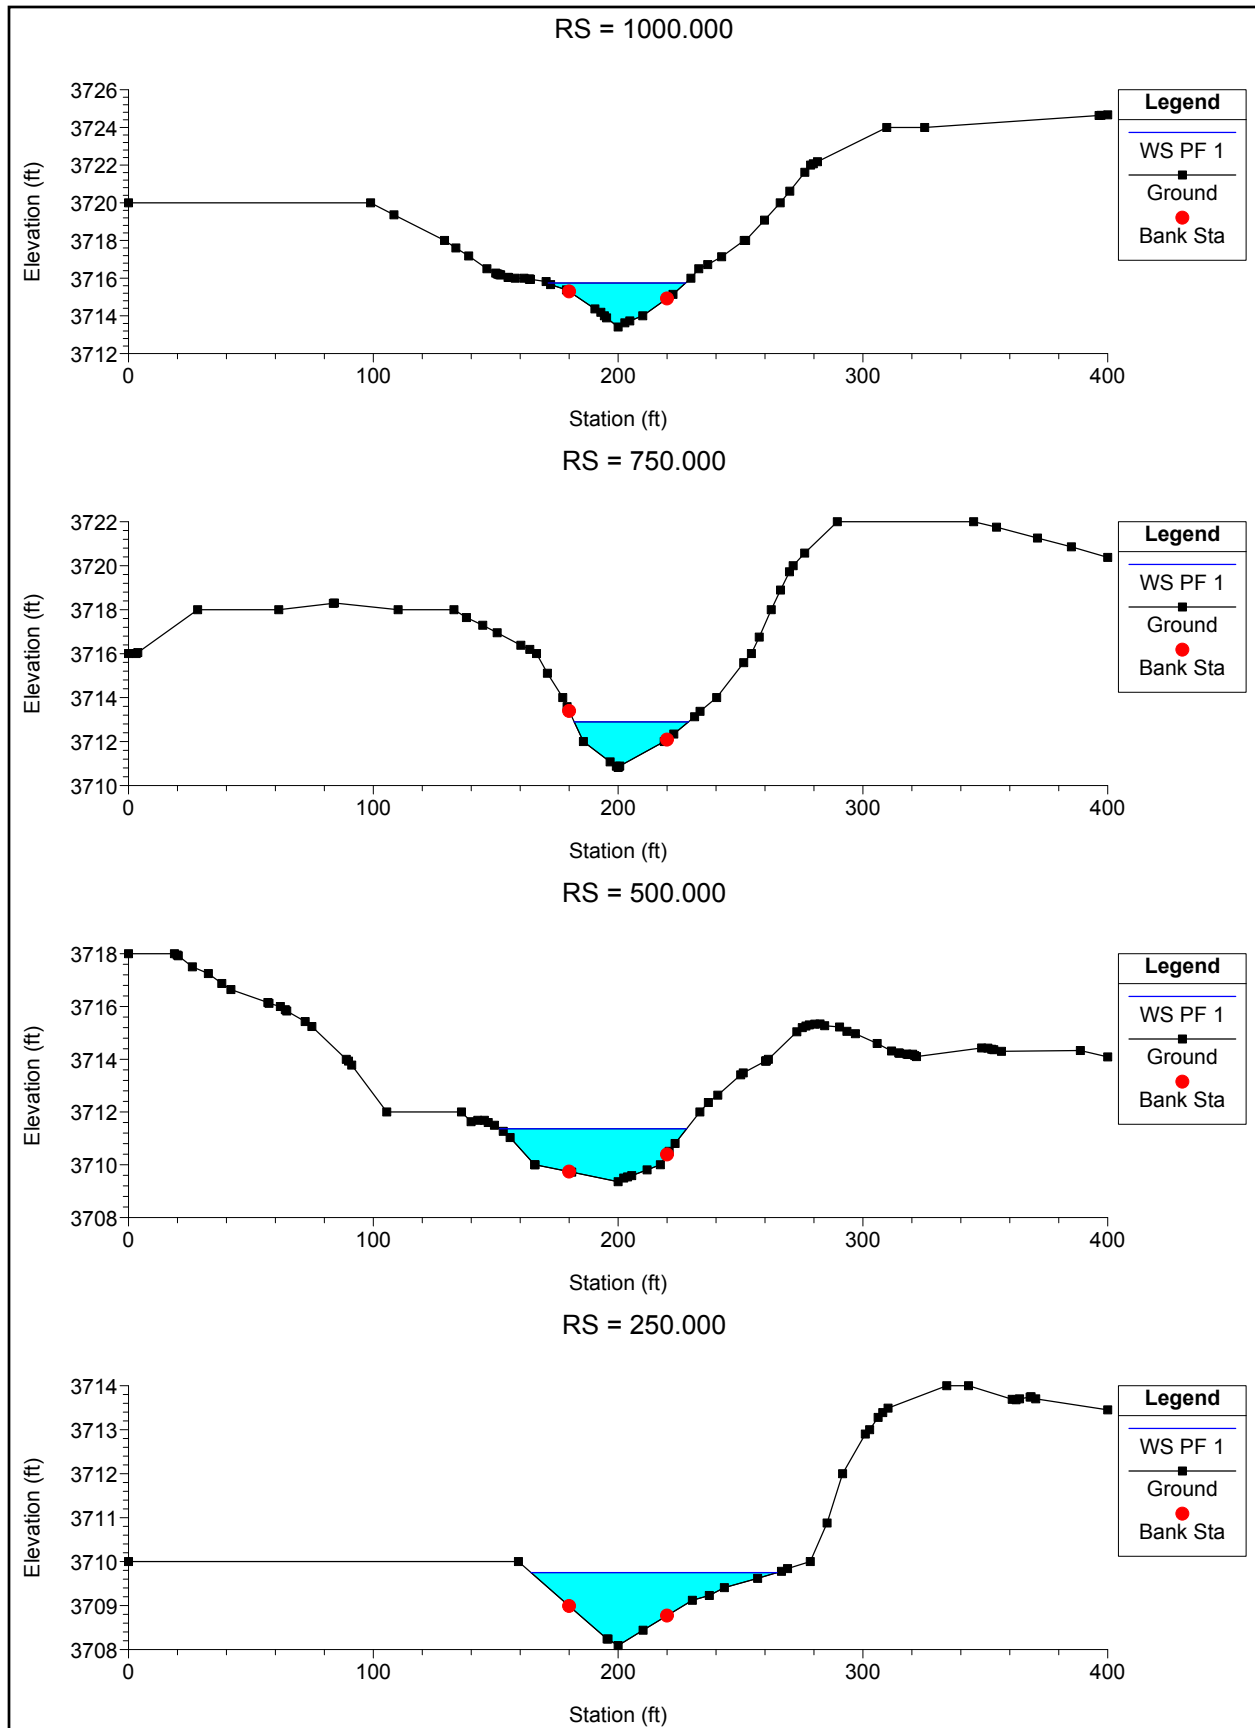 RS = 1000.000
3726
3724
3722
3720
3718
3716
3714
3712
Elevation (ft)
0 100 200 300 400
Station (ft)
Legend
WS PF 1
Ground
Bank Sta
RS = 750.000
3722
3720
3718
3716
3714
3712
3710
Elevation (ft)
0 100 200 300 400
Station (ft)
Legend
WS PF 1
Ground
Bank Sta
RS = 500.000
3718
3716
3714
3712
3710
3708
Elevation (ft)
0 100 200 300 400
Station (ft)
Legend
WS PF 1
Ground
Bank Sta
RS = 250.000
3714
3713
3712
3711
3710
3709
3708
Elevation (ft)
0 100 200 300 400
Station (ft)
Legend
WS PF 1
Ground
Bank Sta